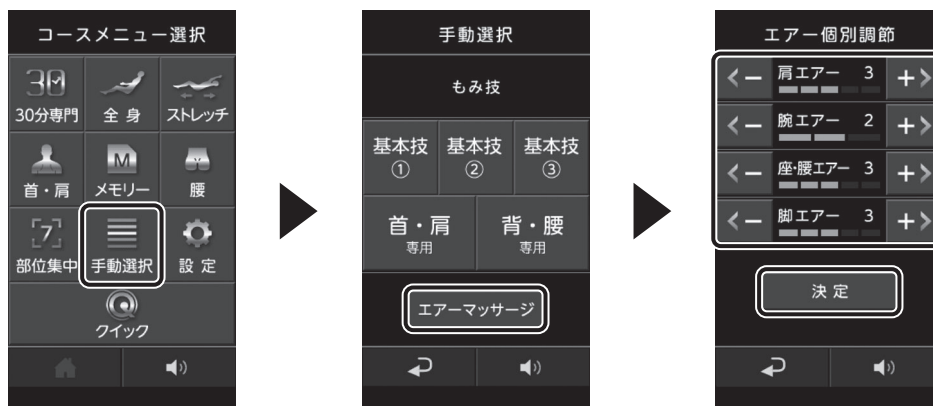 コースメニュー選択
30
30分専門
全身
ストレッチ
首・肩
M
メモリー
腰
7
部位集中
手動選択
設定
クイック
手動選択
もみ技
基本技
①
基本技
②
基本技
③
首・肩
専用
背・腰
専用
エアーマッサージ
エアー個別調節
肩エアー 3
腕エアー 2
座・腰エアー 3
脚エアー 3
決定